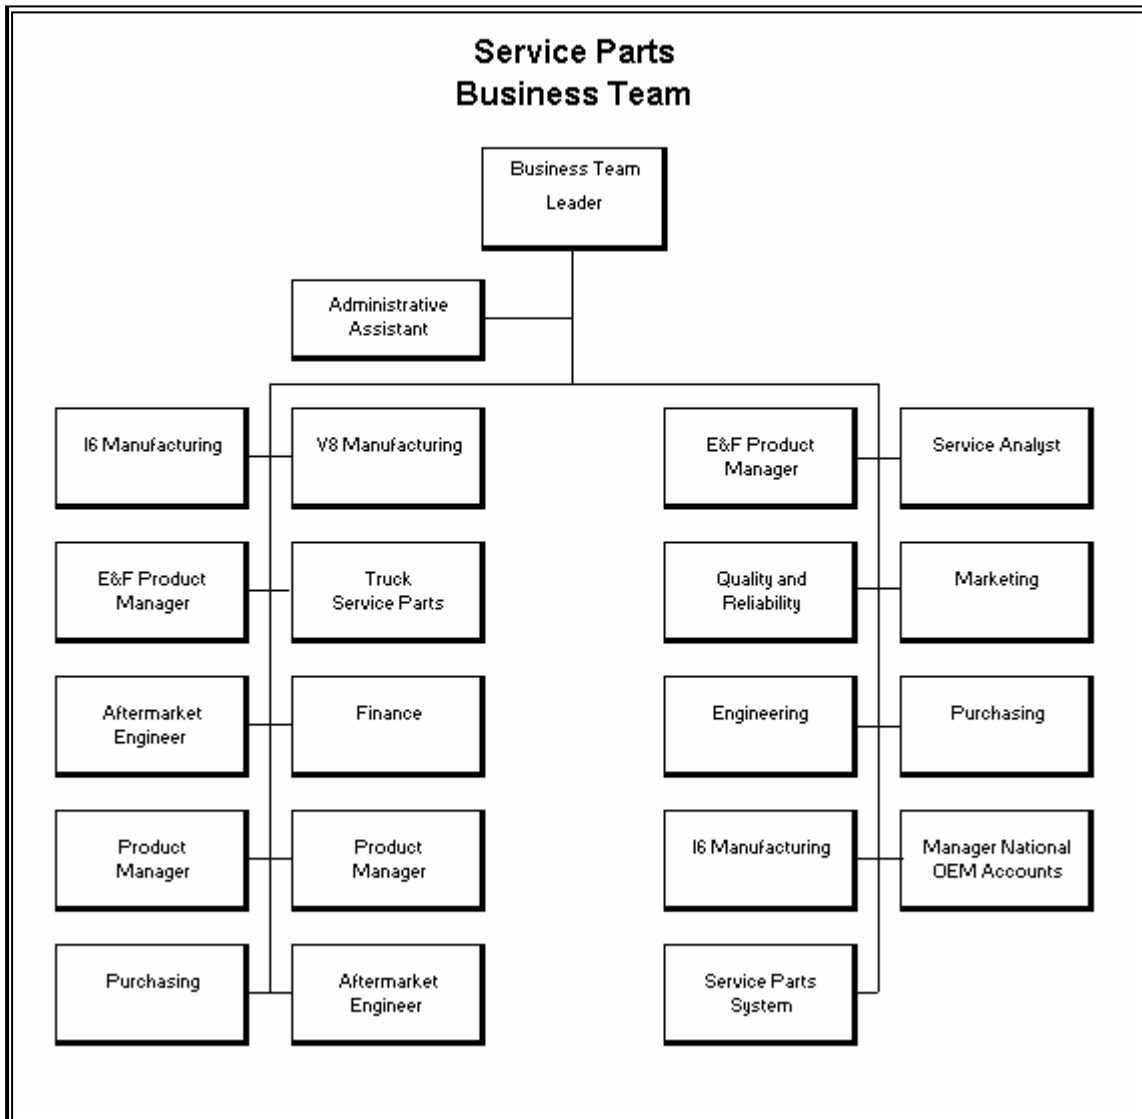 Service Parts
Business Team
Business Team
Leader
Administrative
Assistant
I6 Manufacturing
V8 Manufacturing
E&F Product
Manager
Service Analyst
E&F Product
Manager
Truck
Service Parts
Quality and
Reliability
Marketing
Aftermarket
Engineer
Finance
Engineering
Purchasing
Product
Manager
Product
Manager
I6 Manufacturing
Manager National
OEM Accounts
Purchasing
Aftermarket
Engineer
Service Parts
System